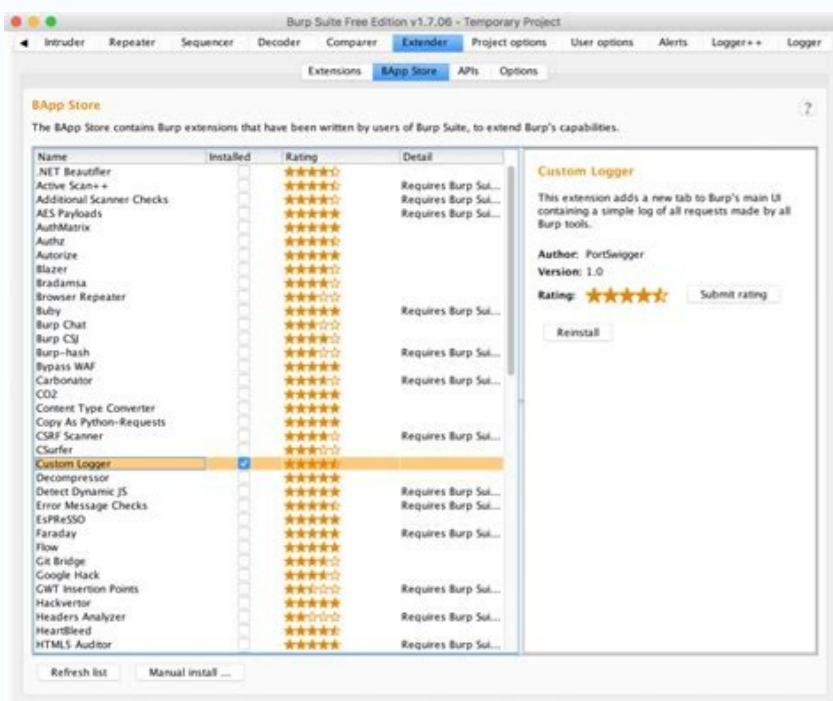 Burp Suite Free Edition v1.7.06 - Temporary Project
Intruder Repeater Sequencer Decoder Comparer Extender Project options User options Alerts Logger++ Logger
Extensions BApp Store APIs Options
BApp Store
?
The BApp Store contains Burp extensions that have been written by users of Burp Suite, to extend Burp's capabilities.
Name Installed Rating Detail
.NET Beautifier
Active Scan++ Requires Burp Sui...
Additional Scanner Checks Requires Burp Sui...
AES Payloads Requires Burp Sui...
AuthMatrix
Authz
Autorize
Blazer
Bradamsa
Browser Repeater
Buby Requires Burp Sui...
Burp Chat
Burp CSJ
Burp-hash Requires Burp Sui...
Bypass WAF
Carbonator Requires Burp Sui...
CO2
Content Type Converter
Copy As Python-Requests
CSRF Scanner Requires Burp Sui...
CSurfer
Custom Logger
Decompressor
Detect Dynamic JS Requires Burp Sui...
Error Message Checks Requires Burp Sui...
EsPReSSO
Faraday Requires Burp Sui...
Flow
Git Bridge
Google Hack
GWT Insertion Points Requires Burp Sui...
Hackvertor
Headers Analyzer Requires Burp Sui...
HeartBleed
HTML5 Auditor Requires Burp Sui...
Custom Logger
This extension adds a new tab to Burp's main UI
containing a simple log of all requests made by all
Burp tools.
Author: PortSwigger
Version: 1.0
Rating: Submit rating
Reinstall
Refresh list Manual install ...